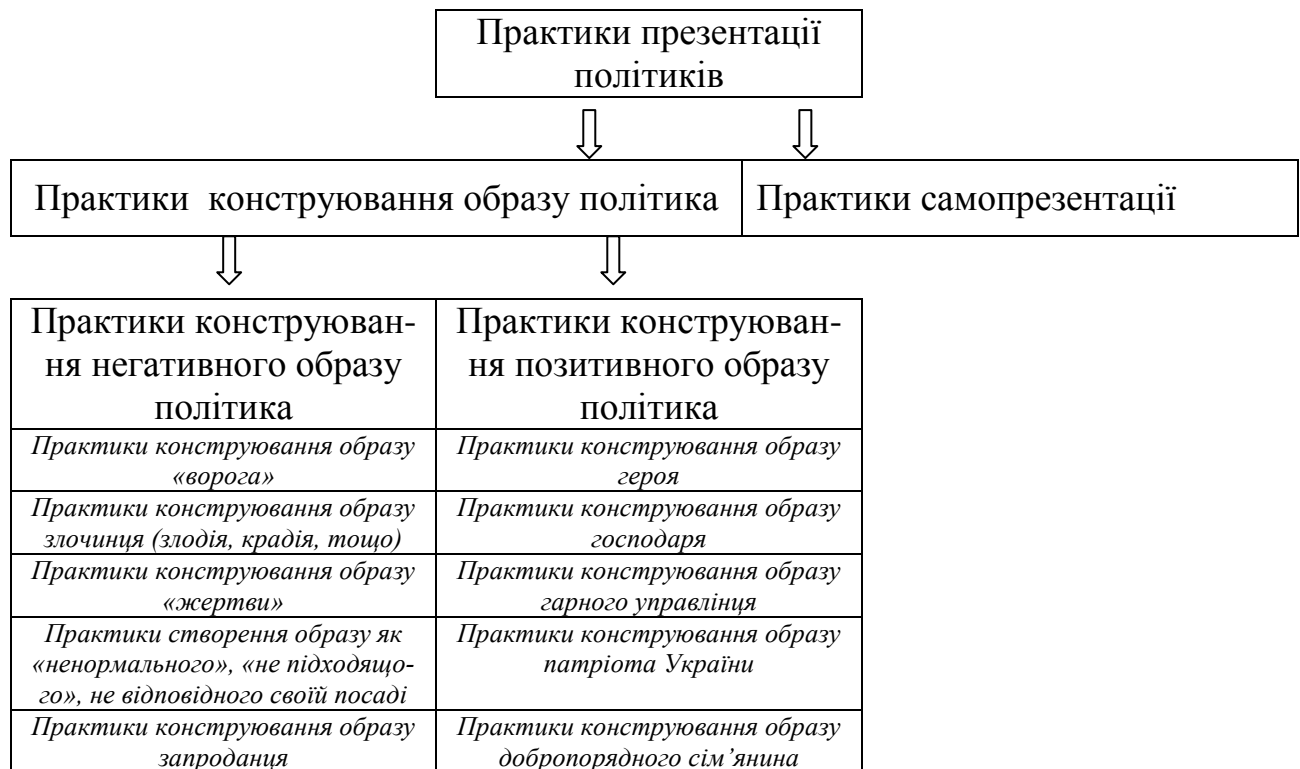 Практики презентації
політиків
Практики конструювання образу політика
Практики самопрезентації
Практики конструюван-
ня негативного образу
політика
Практики конструюван-
ня позитивного образу
політика
Практики конструювання образу
«ворога»
Практики конструювання образу
героя
Практики конструювання образу
злочинця (злодія, крадія, тощо)
Практики конструювання образу
господаря
Практики конструювання образу
«жертви»
Практики конструювання образу
гарного управлінця
Практики створення образу як
«ненормального», «не підходящо-
го», не відповідного своїй посаді
Практики конструювання образу
патріота України
Практики конструювання образу
запроданця
Практики конструювання образу
добропорядного сім’янина